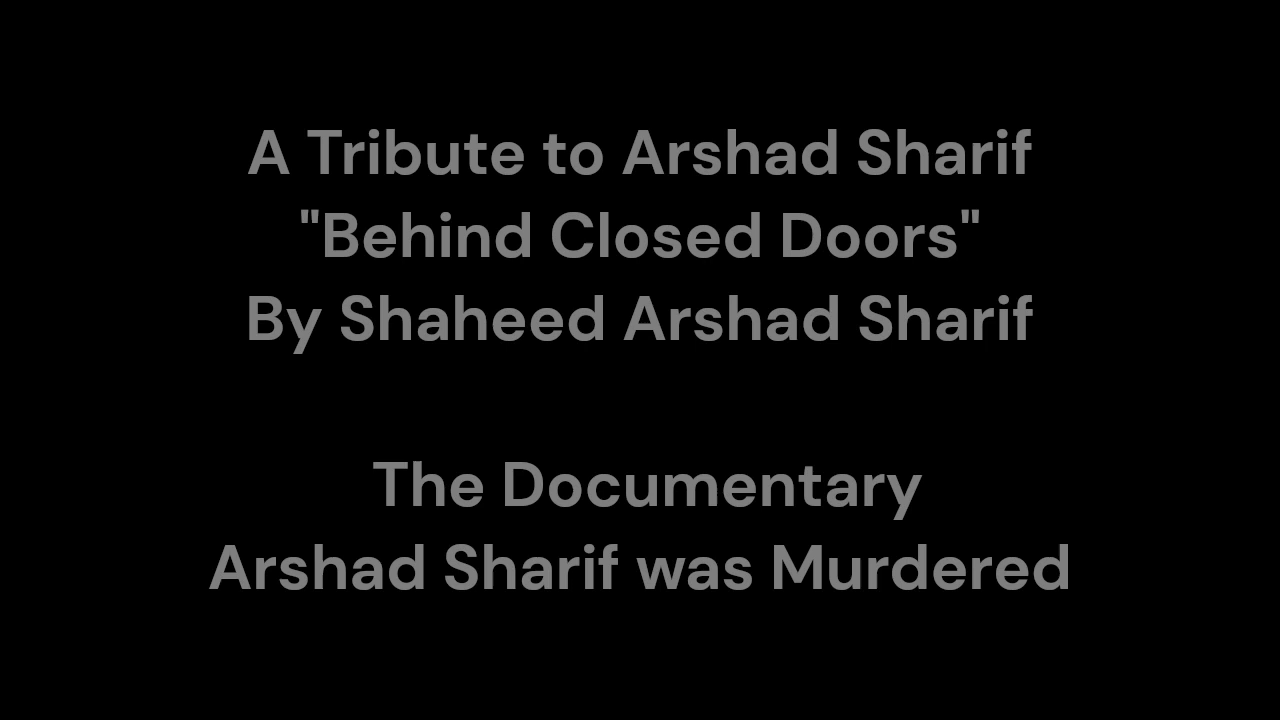 A Tribute to Arshad Sharif
"Behind Closed Doors"
By Shaheed Arshad Sharif
The Documentary
Arshad Sharif was Murdered